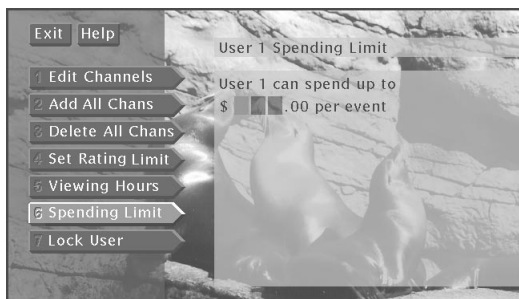 Exit Help
User 1 Spending Limit
1 Edit Channels
2 Add All Chans
3 Delete All Chans
4 Set Rating Limit
5 Viewing Hours
6 Spending Limit
7 Lock User
User 1 can spend up to
$ .00 per event